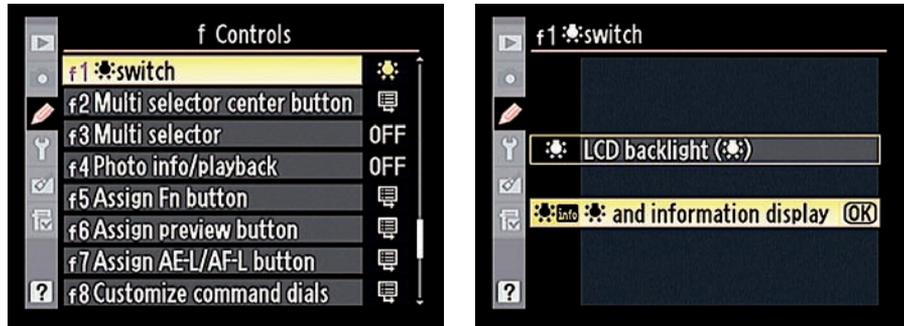 f Controls
f1 switch
f2 Multi selector center button
f3 Multi selector OFF
f4 Photo info/playback OFF
f5 Assign Fn button
f6 Assign preview button
f7 Assign AE-L/AF-L button
f8 Customize command dials
?
f1 switch
LCD backlight ( )
info and information display OK
?